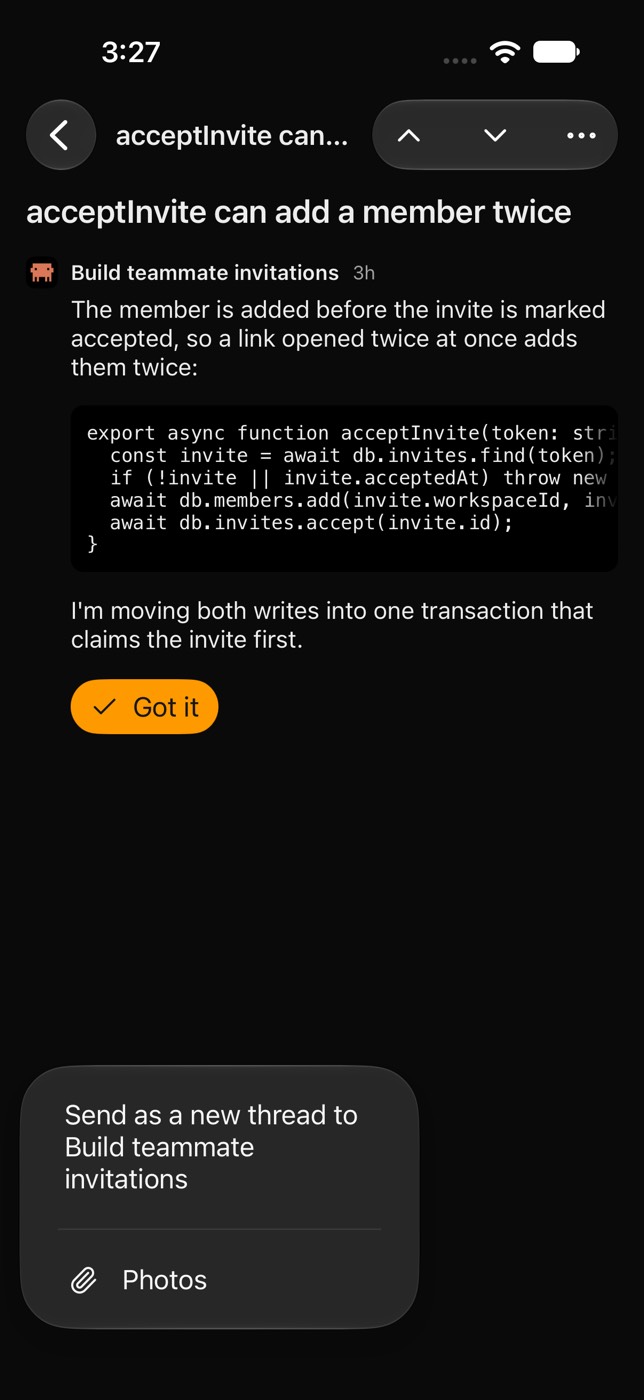 3:27
acceptInvite can...
acceptInvite can add a member twice
Build teammate invitations 3h
The member is added before the invite is marked
accepted, so a link opened twice at once adds
them twice:
export async function acceptInvite(token: stri
const invite = await db.invites.find(token);
if (!invite || invite.acceptedAt) throw new
await db.members.add(invite.workspaceId, inv
await db.invites.accept(invite.id);
}
I'm moving both writes into one transaction that
claims the invite first.
Got it
Send as a new thread to
Build teammate
invitations
Photos